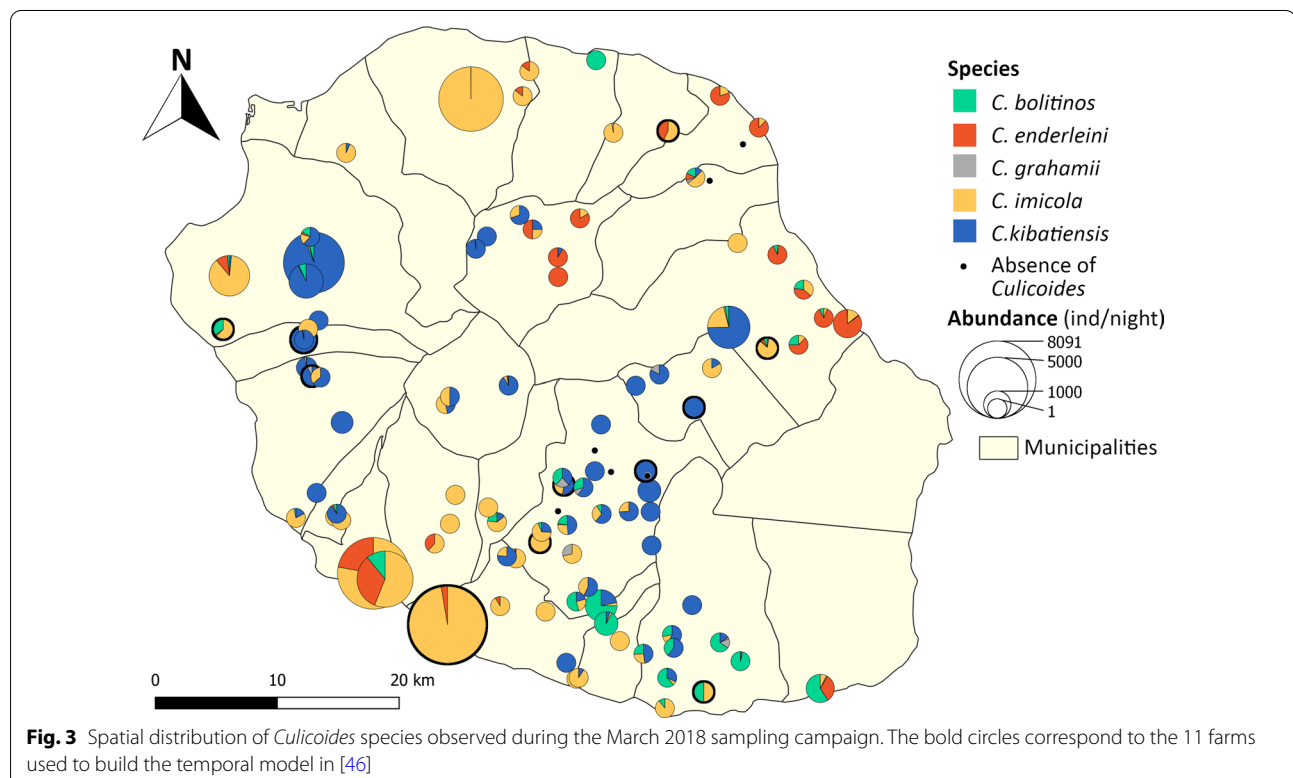 N
Species
C. bolitinos
C. enderleini
C. grahamii
C. imicola
C.kibatiensis
Absence of
Culicoides
Abundance (ind/night)
8091
5000
1000
1
Municipalities
0 10 20 km
Fig. 3 Spatial distribution of Culicoides species observed during the March 2018 sampling campaign. The bold circles correspond to the 11 farms
used to build the temporal model in [46]